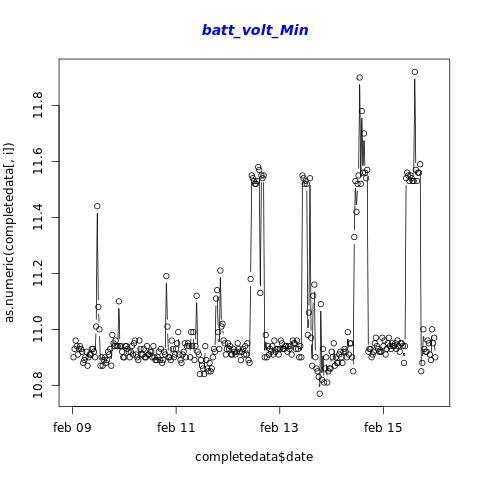 batt_volt_Min
as.numeric(completedata[, i])
11.8
11.6
11.4
11.2
11.0
10.8
feb 09
feb 11
feb 13
feb 15
completedata$date